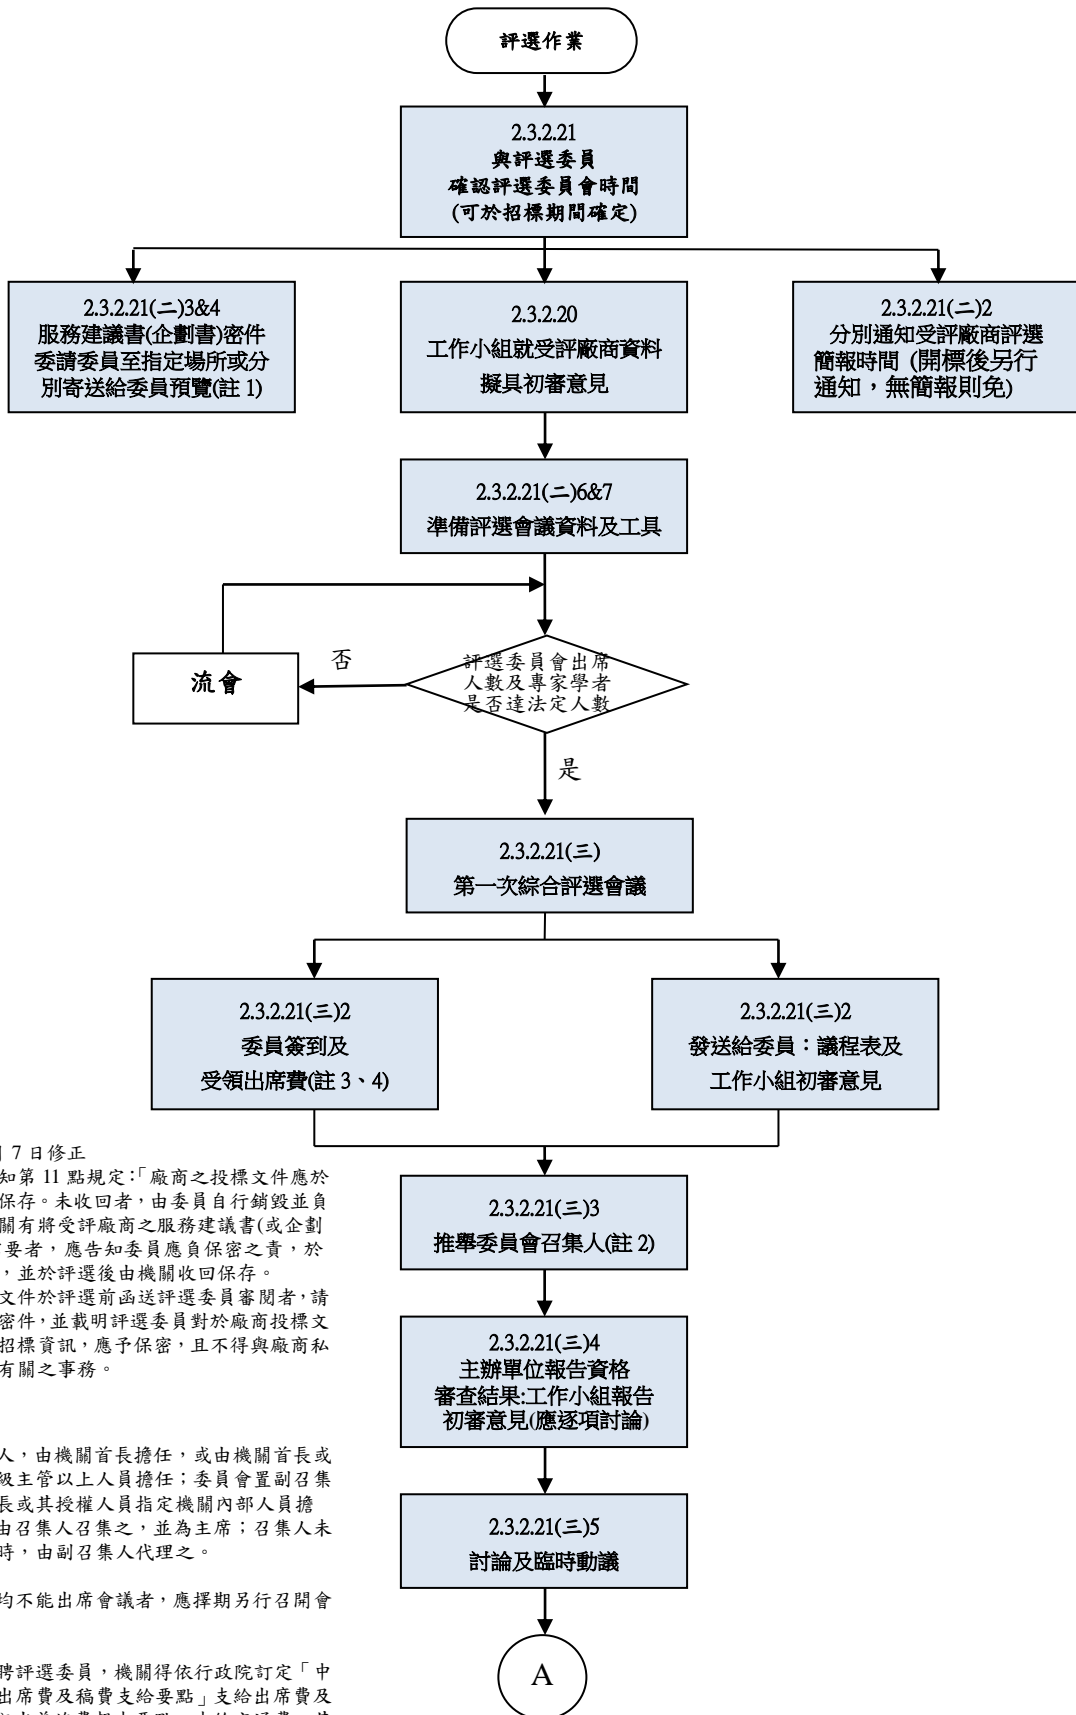 評選作業
2.3.2.21
與評選委員
確認評選委員會時間
(可於招標期間確定)
2.3.2.21(二)3&4
服務建議書(企劃書)密件
委請委員至指定場所或分
別寄送給委員預覽(註 1)
2.3.2.20
工作小組就受評廠商資料
擬具初審意見
2.3.2.21(二)2
分別通知受評廠商評選
簡報時間 (開標後另行
通知，無簡報則免)
2.3.2.21(二)6&7
準備評選會議資料及工具
評選委員會出席
人數及專家學者
是否達法定人數
否
流會
是
2.3.2.21(三)
第一次綜合評選會議
2.3.2.21(三)2
委員簽到及
受領出席費(註 3、4)
2.3.2.21(三)2
發送給委員：議程表及
工作小組初審意見
2.3.2.21(三)3
推舉委員會召集人(註 2)
2.3.2.21(三)4
主辦單位報告資格
審查結果:工作小組報告
初審意見(應逐項討論)
2.3.2.21(三)5
討論及臨時動議
A
7 日修正
知第 11 點規定:「廠商之投標文件應於
保存。未收回者，由委員自行銷毀並負
關有將受評廠商之服務建議書(或企劃
要者，應告知委員應負保密之責，於
，並於評選後由機關收回保存。
文件於評選前函送評選委員審閱者，請
密件，並載明評選委員對於廠商投標文
招標資訊，應予保密，且不得與廠商私
有關之事務。
人，由機關首長擔任，或由機關首長或
級主管以上人員擔任；委員會置副召集
長或其授權人員指定機關內部人員擔
由召集人召集之，並為主席；召集人未
時，由副召集人代理之。
均不能出席會議者，應擇期另行召開會
聘評選委員，機關得依行政院訂定「中
出席費及稿費支給要點」支給出席費及